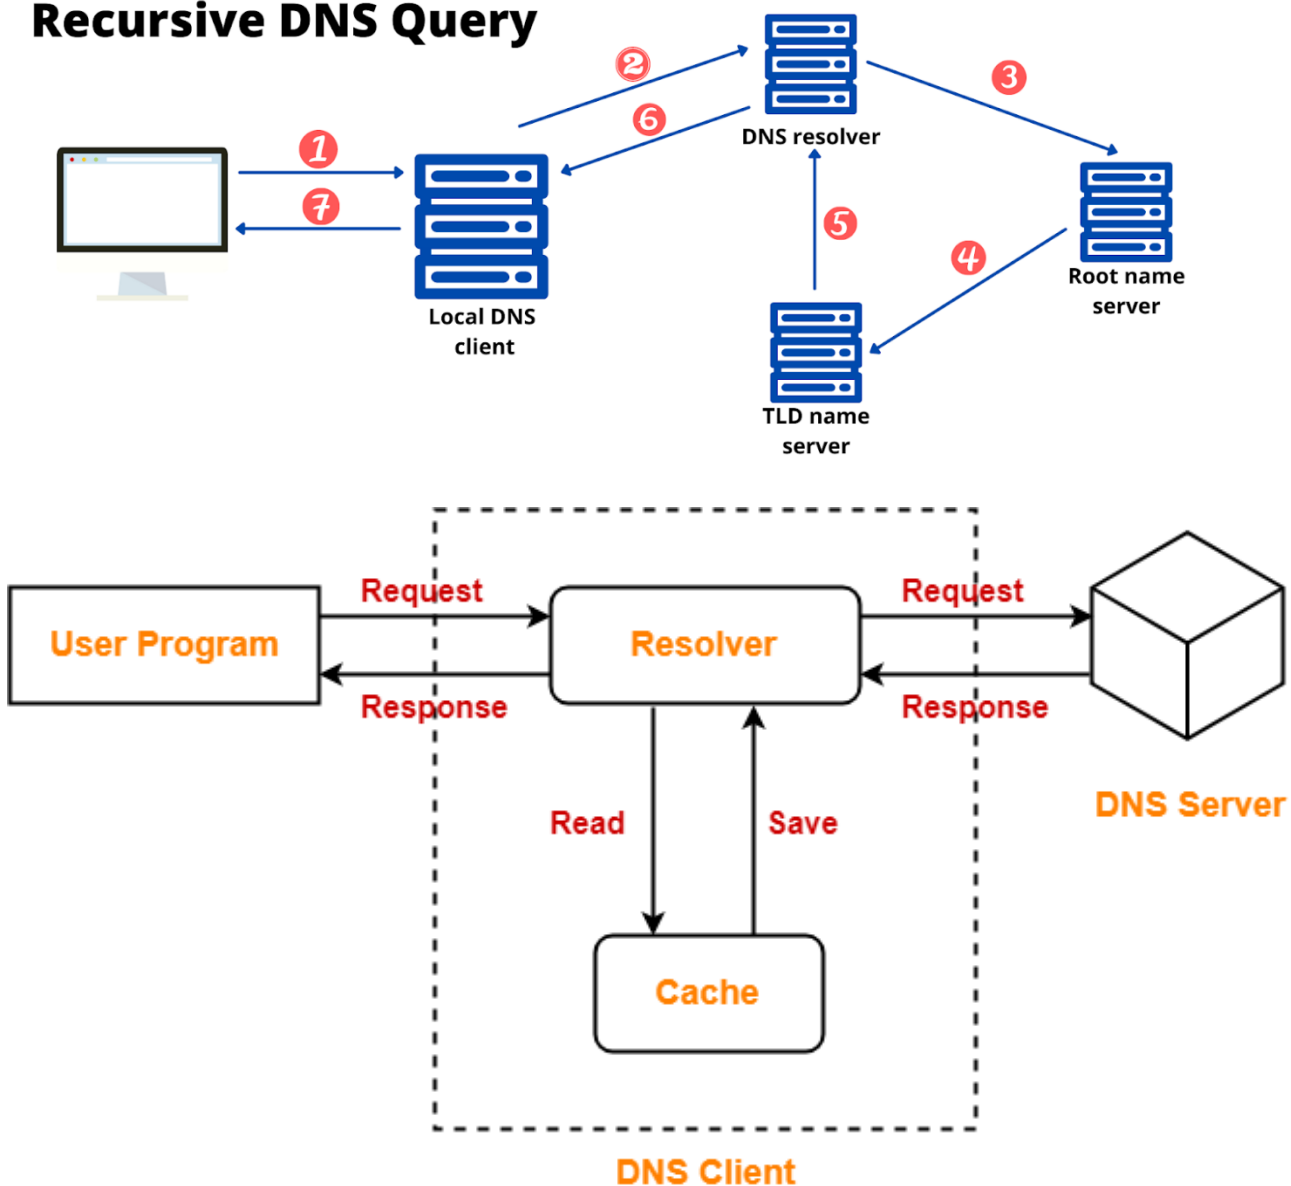 Recursive DNS Query
2
3
DNS resolver
6
1
7
5
4
Root name
server
Local DNS
client
TLD name
server
Request
Request
User Program
Resolver
Response
Response
DNS Server
Read
Save
Cache
DNS Client